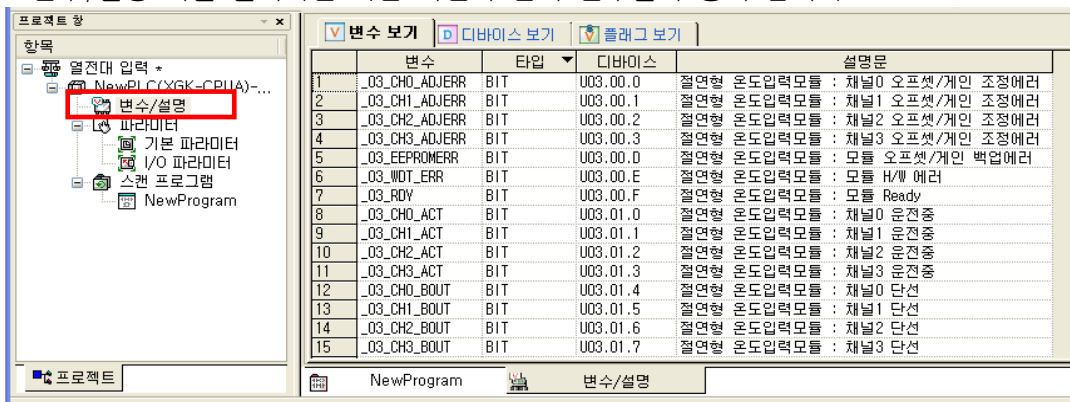 프로젝트 창
항목
열전대 입력 *
NewPLC(XGK-CPUA)-...
변수/설명
파라미터
기본 파라미터
I/O 파라미터
스캔 프로그램
NewProgram
프로젝트
V 변수 보기 D 디바이스 보기 플래그 보기
변수 타입 디바이스 설명문
1 _03_CH0_ADJERR BIT U03.00.0 절연형 온도입력모듈 : 채널0 오프셋/게인 조정에러
2 _03_CH1_ADJERR BIT U03.00.1 절연형 온도입력모듈 : 채널1 오프셋/게인 조정에러
3 _03_CH2_ADJERR BIT U03.00.2 절연형 온도입력모듈 : 채널2 오프셋/게인 조정에러
4 _03_CH3_ADJERR BIT U03.00.3 절연형 온도입력모듈 : 채널3 오프셋/게인 조정에러
5 _03_EEPROMERR BIT U03.00.D 절연형 온도입력모듈 : 모듈 오프셋/게인 백업에러
6 _03_WDT_ERR BIT U03.00.E 절연형 온도입력모듈 : 모듈 H/W 에러
7 _03_RDY BIT U03.00.F 절연형 온도입력모듈 : 모듈 Ready
8 _03_CH0_ACT BIT U03.01.0 절연형 온도입력모듈 : 채널0 운전중
9 _03_CH1_ACT BIT U03.01.1 절연형 온도입력모듈 : 채널1 운전중
10 _03_CH2_ACT BIT U03.01.2 절연형 온도입력모듈 : 채널2 운전중
11 _03_CH3_ACT BIT U03.01.3 절연형 온도입력모듈 : 채널3 운전중
12 _03_CH0_BOUT BIT U03.01.4 절연형 온도입력모듈 : 채널0 단선
13 _03_CH1_BOUT BIT U03.01.5 절연형 온도입력모듈 : 채널1 단선
14 _03_CH2_BOUT BIT U03.01.6 절연형 온도입력모듈 : 채널2 단선
15 _03_CH3_BOUT BIT U03.01.7 절연형 온도입력모듈 : 채널3 단선
NewProgram 변수/설명